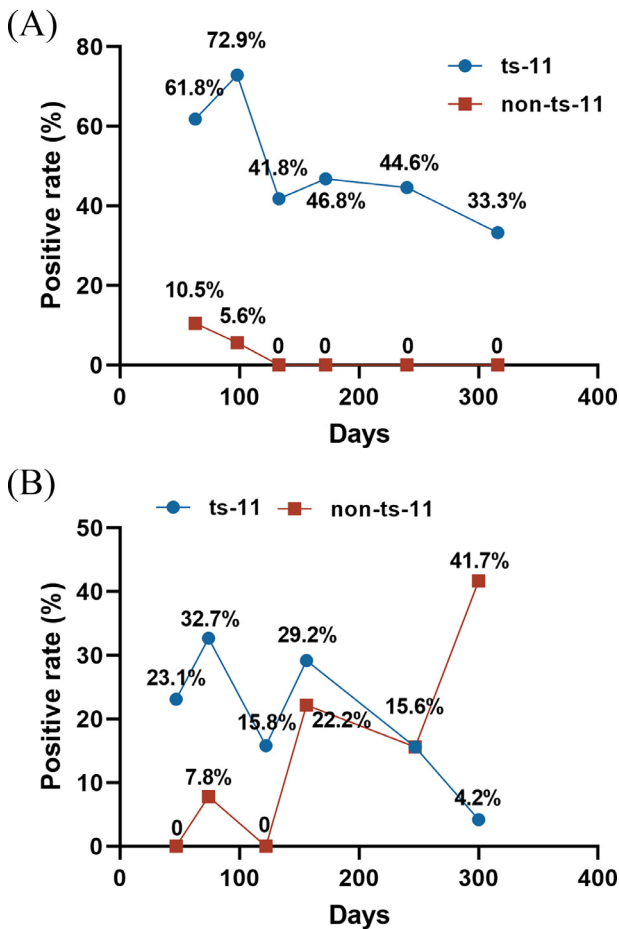 (A)
80
60
40
20
0
Positive rate (%)
72.9%
61.8%
41.8%
46.8%
44.6%
33.3%
10.5%
5.6%
0 0 0 0
ts-11
non-ts-11
0 100 200 300 400
Days
(B)
ts-11 non-ts-11
50
40
30
20
10
0
Positive rate (%)
41.7%
32.7%
29.2%
23.1%
15.8%
22.2%
15.6%
7.8%
4.2%
0 0
0 100 200 300 400
Days